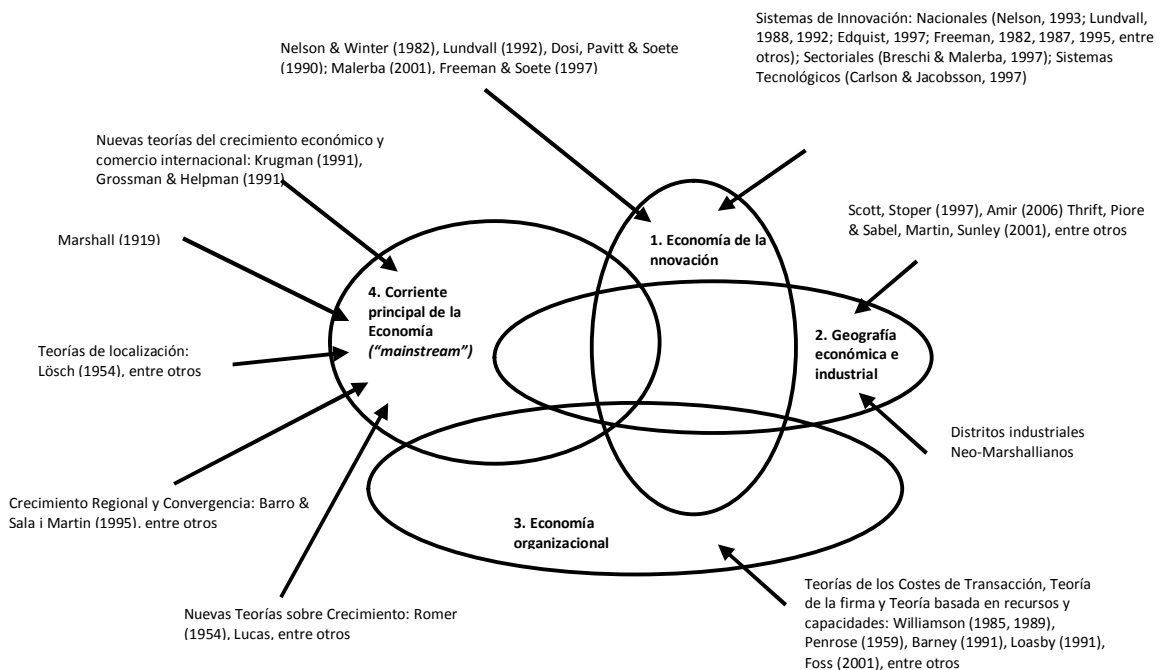 Sistemas de Innovación: Nacionales (Nelson, 1993; Lundvall,
1988, 1992; Edquist, 1997; Freeman, 1982, 1987, 1995, entre
otros); Sectoriales (Breschi & Malerba, 1997); Sistemas
Tecnológicos (Carlson & Jacobsson, 1997)
Nelson & Winter (1982), Lundvall (1992), Dosi, Pavitt & Soete
(1990); Malerba (2001), Freeman & Soete (1997)
Nuevas teorías del crecimiento económico y
comercio internacional: Krugman (1991),
Grossman & Helpman (1991)
Scott, Stoper (1997), Amir (2006) Thrift, Piore
& Sabel, Martin, Sunley (2001), entre otros
Marshall (1919)
1. Economía de la
nnovación
4. Corriente
principal de la
Economía
(“mainstream”)
2. Geografía
económica e
industrial
Teorías de localización:
Lösch (1954), entre otros
Distritos industriales
Neo-Marshallianos
Crecimiento Regional y Convergencia: Barro &
Sala i Martin (1995), entre otros
3. Economía
organizacional
Nuevas Teorías sobre Crecimiento: Romer
(1954), Lucas, entre otros
Teorías de los Costes de Transacción, Teoría
de la firma y Teoría basada en recursos y
capacidades: Williamson (1985, 1989),
Penrose (1959), Barney (1991), Loasby (1991),
Foss (2001), entre otros